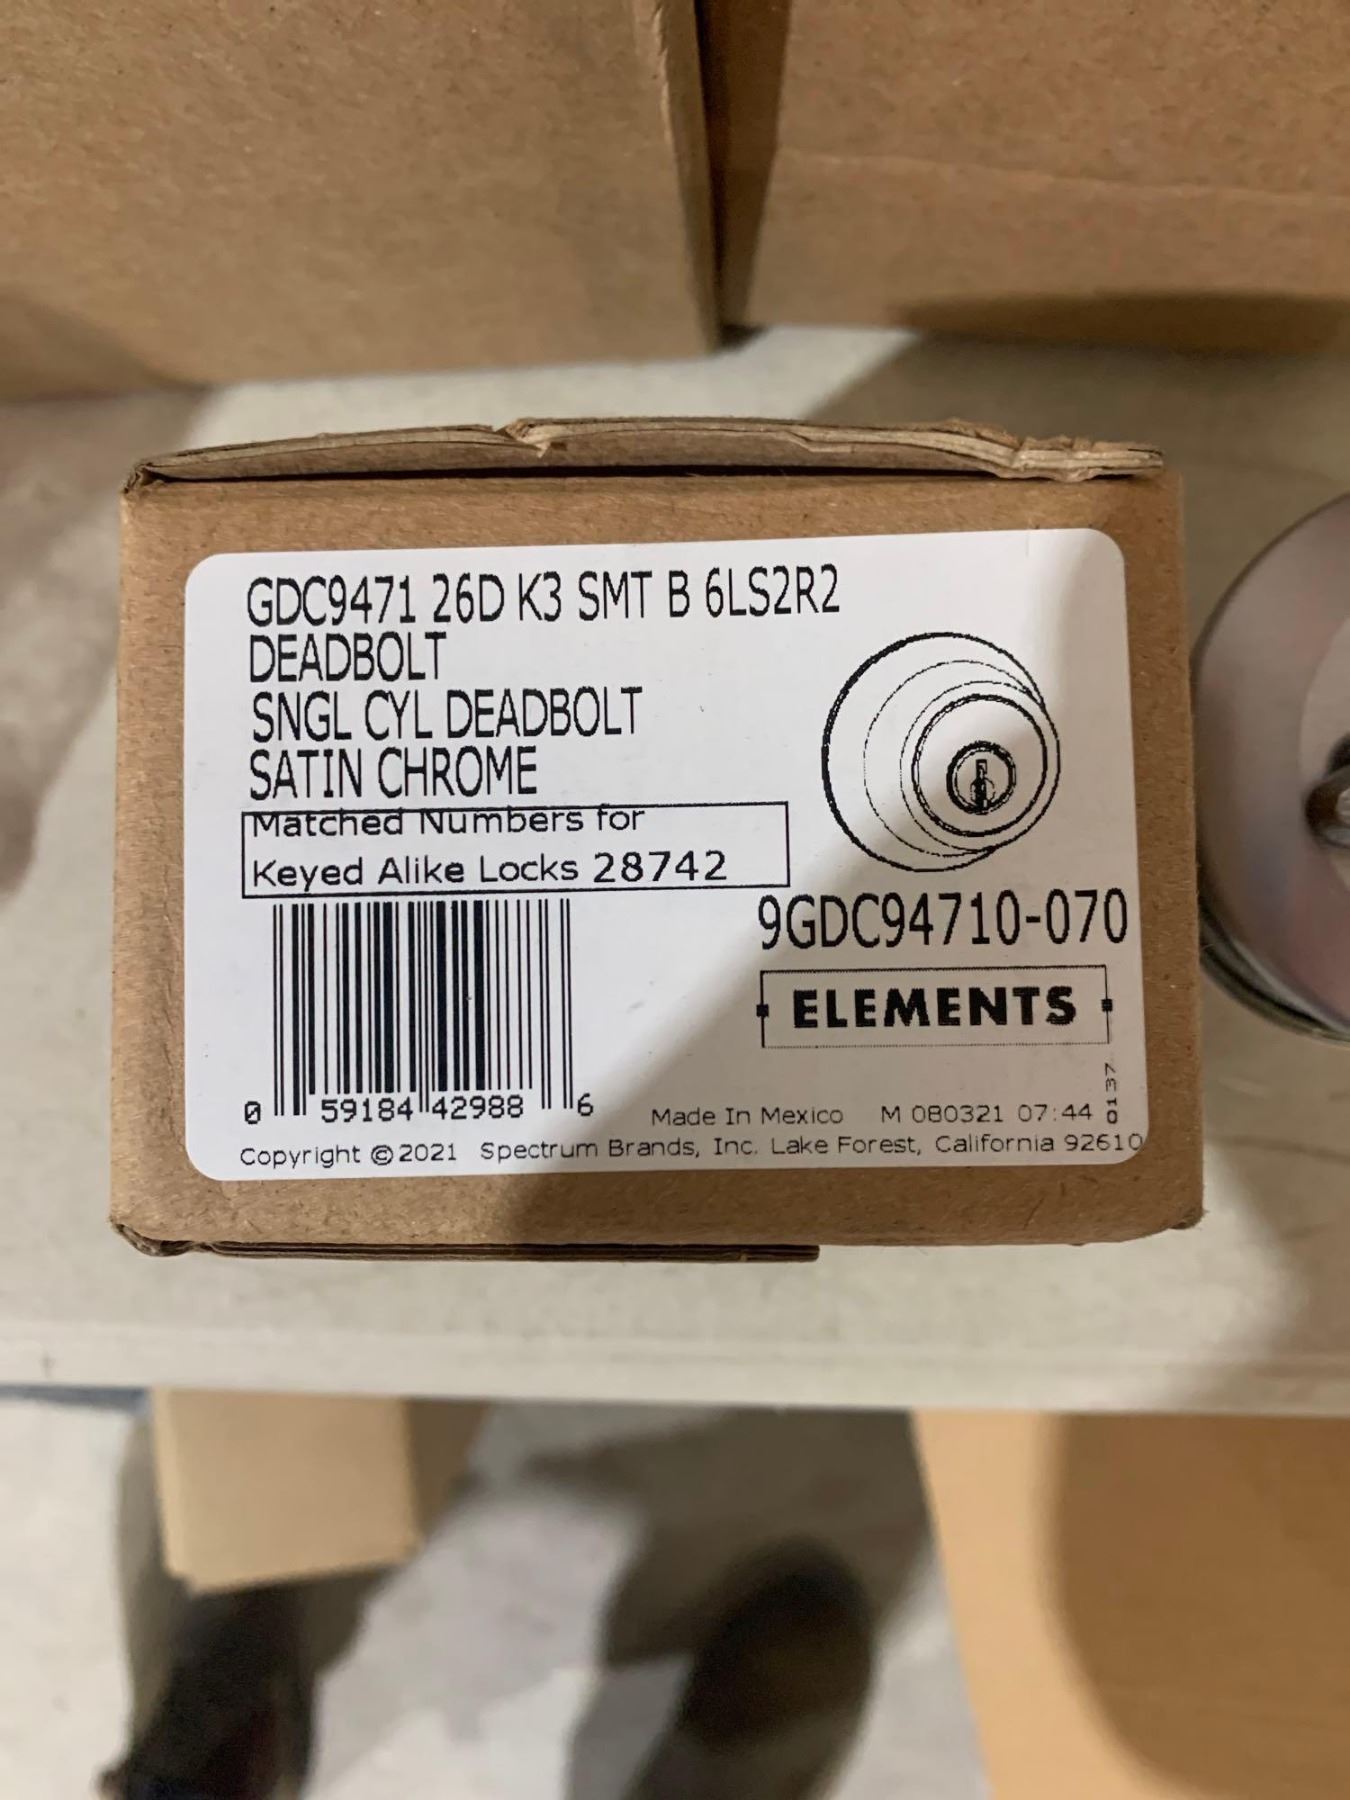 GDC9471 26D K3 SMT B 6LS2R2
DEADBOLT
SNGL CYL DEADBOLT
SATIN CHROME
Matched Numbers for
Keyed Alike Locks 28742
9GDC94710-070
ELEMENTS
0 59184 42988 6
Made In Mexico M 080321 07:44 0137
Copyright ©2021 Spectrum Brands, Inc. Lake Forest, California 92610